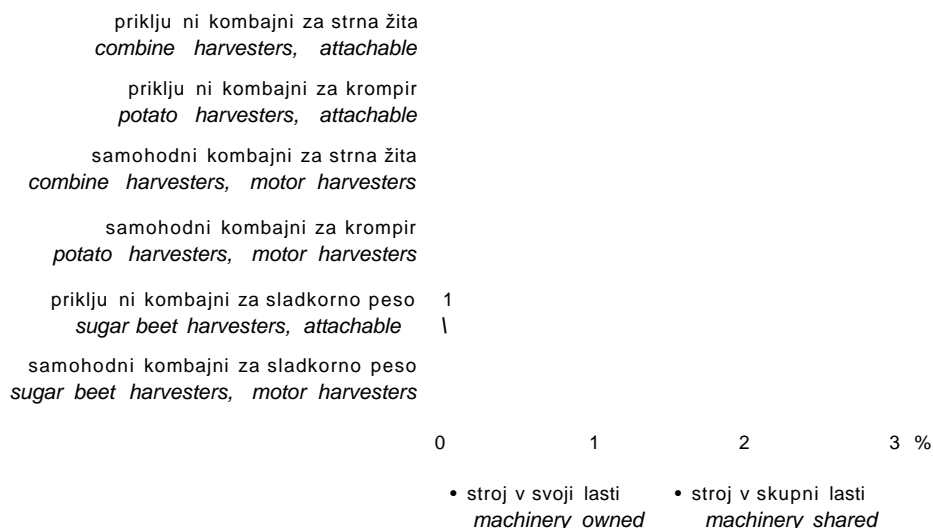 priklju ni kombajni za strna žita
combine harvesters, attachable
priklju ni kombajni za krompir
potato harvesters, attachable
samohodni kombajni za strna žita
combine harvesters, motor harvesters
samohodni kombajni za krompir
potato harvesters, motor harvesters
priklju ni kombajni za sladkorno peso 1
sugar beet harvesters, attachable \
samohodni kombajni za sladkorno peso
sugar beet harvesters, motor harvesters
0 1 2 3 %
• stroj v svoji lasti • stroj v skupni lasti
machinery owned machinery shared